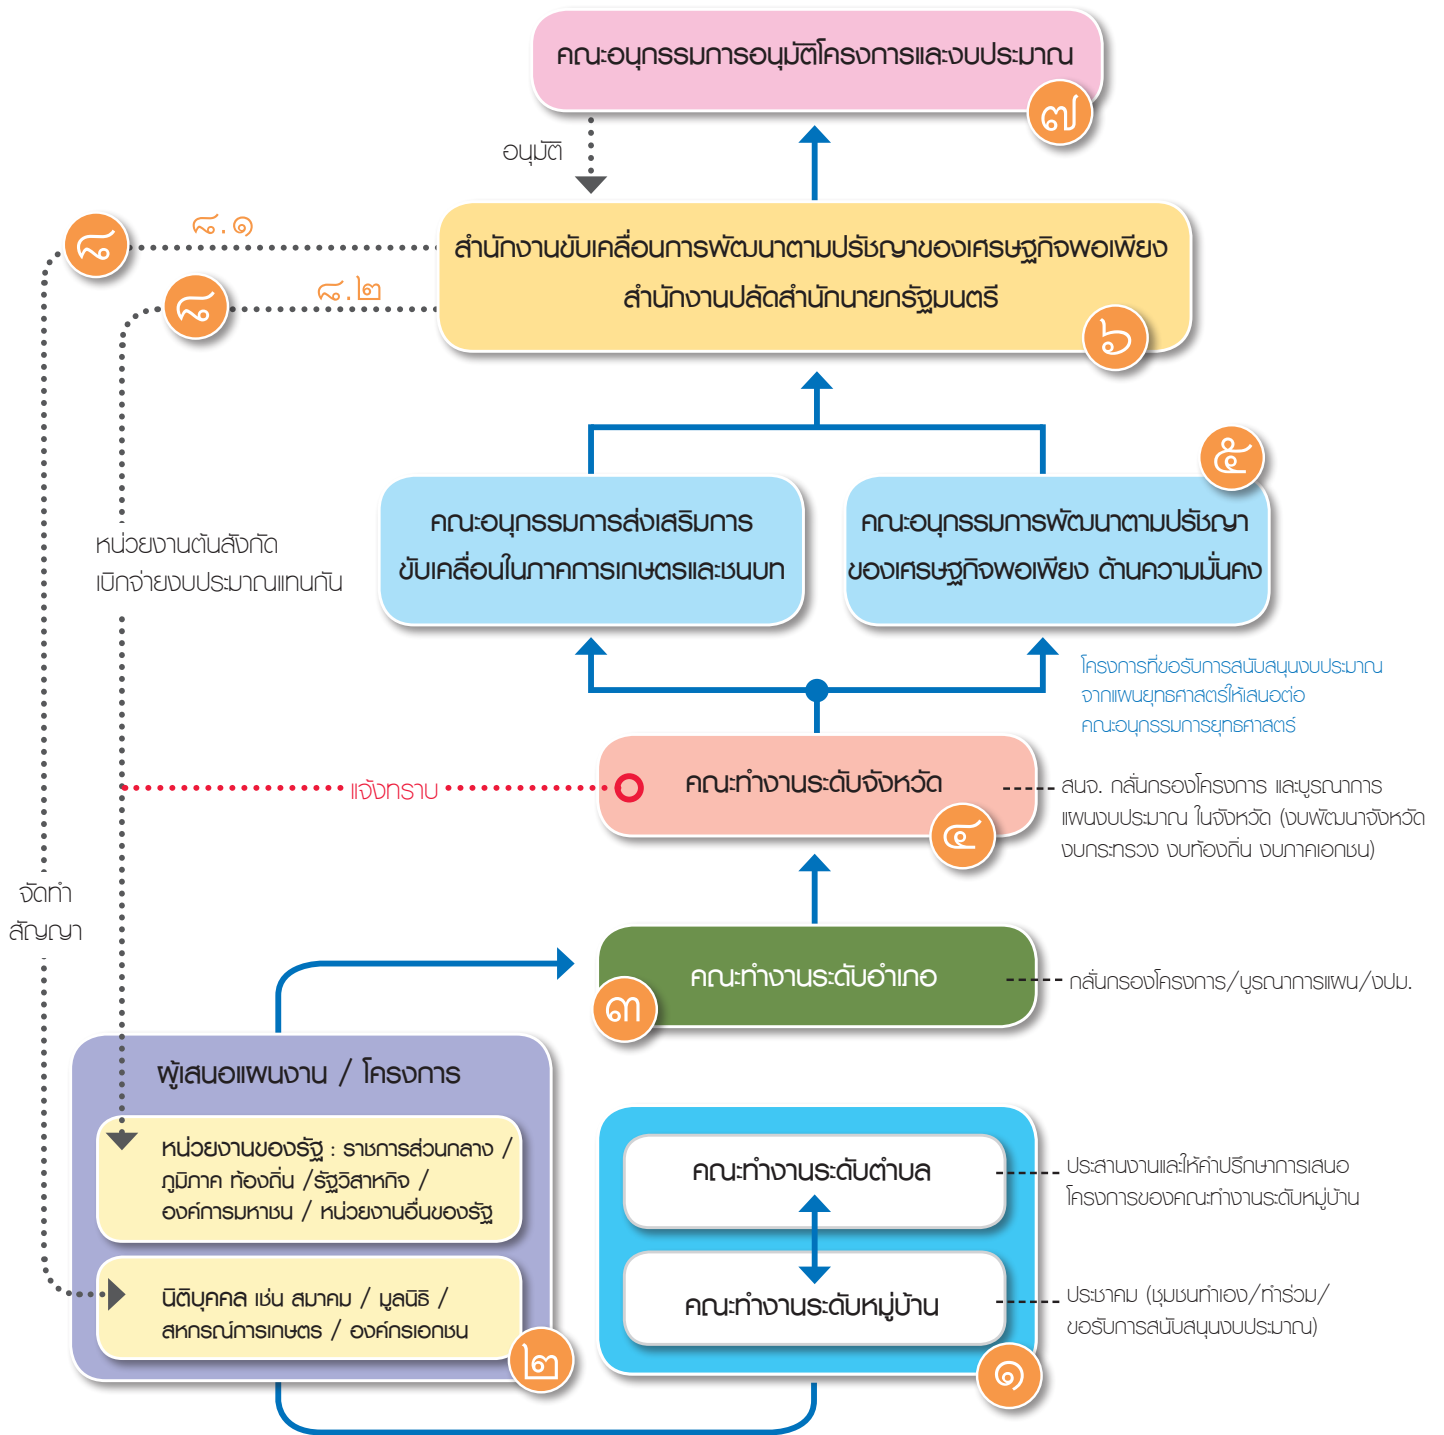 คณะอนุกรรมการอนุมัติโครงการและงบประมาณ
๗
อนุมัติ
๘
๘.๑
สำนักงานขับเคลื่อนการพัฒนาตามปรัชญาของเศรษฐกิจพอเพียง
สำนักงานปลัดสำนักนายกรัฐมนตรี
๘
๘.๒
๖
๕
คณะอนุกรรมการส่งเสริมการ
ขับเคลื่อนในภาคการเกษตรและชนบท
คณะอนุกรรมการพัฒนาตามปรัชญา
ของเศรษฐกิจพอเพียง ด้านความมั่นคง
หน่วยงานต้นสังกัด
เบิกจ่ายงบประมาณแทนกัน
โครงการที่ขอรับการสนับสนุนงบประมาณ
จากแผนยุทธศาสตร์ให้เสนอต่อ
คณะอนุกรรมการยุทธศาสตร์
แจ้งทราบ
คณะทำงานระดับจังหวัด
๔
สนจ. กลั่นกรองโครงการ และบูรณาการ
แผนงบประมาณ ในจังหวัด (งบพัฒนาจังหวัด
งบกระทรวง งบท้องถิ่น งบภาคเอกชน)
จัดทำ
สัญญา
คณะทำงานระดับอำเภอ
๓
กลั่นกรองโครงการ/บูรณาการแผน/งปม.
ผู้เสนอแผนงาน / โครงการ
หน่วยงานของรัฐ : ราชการส่วนกลาง /
ภูมิภาค ท้องถิ่น /รัฐวิสาหกิจ /
องค์การมหาชน / หน่วยงานอื่นของรัฐ
นิติบุคคล เช่น สมาคม / มูลนิธิ /
สหกรณ์การเกษตร / องค์กรเอกชน
๒
คณะทำงานระดับตำบล
ประสานงานและให้คำปรึกษาการเสนอ
โครงการของคณะทำงานระดับหมู่บ้าน
คณะทำงานระดับหมู่บ้าน
ประชาคม (ชุมชนทำเอง/ทำร่วม/
ขอรับการสนับสนุนงบประมาณ)
๑